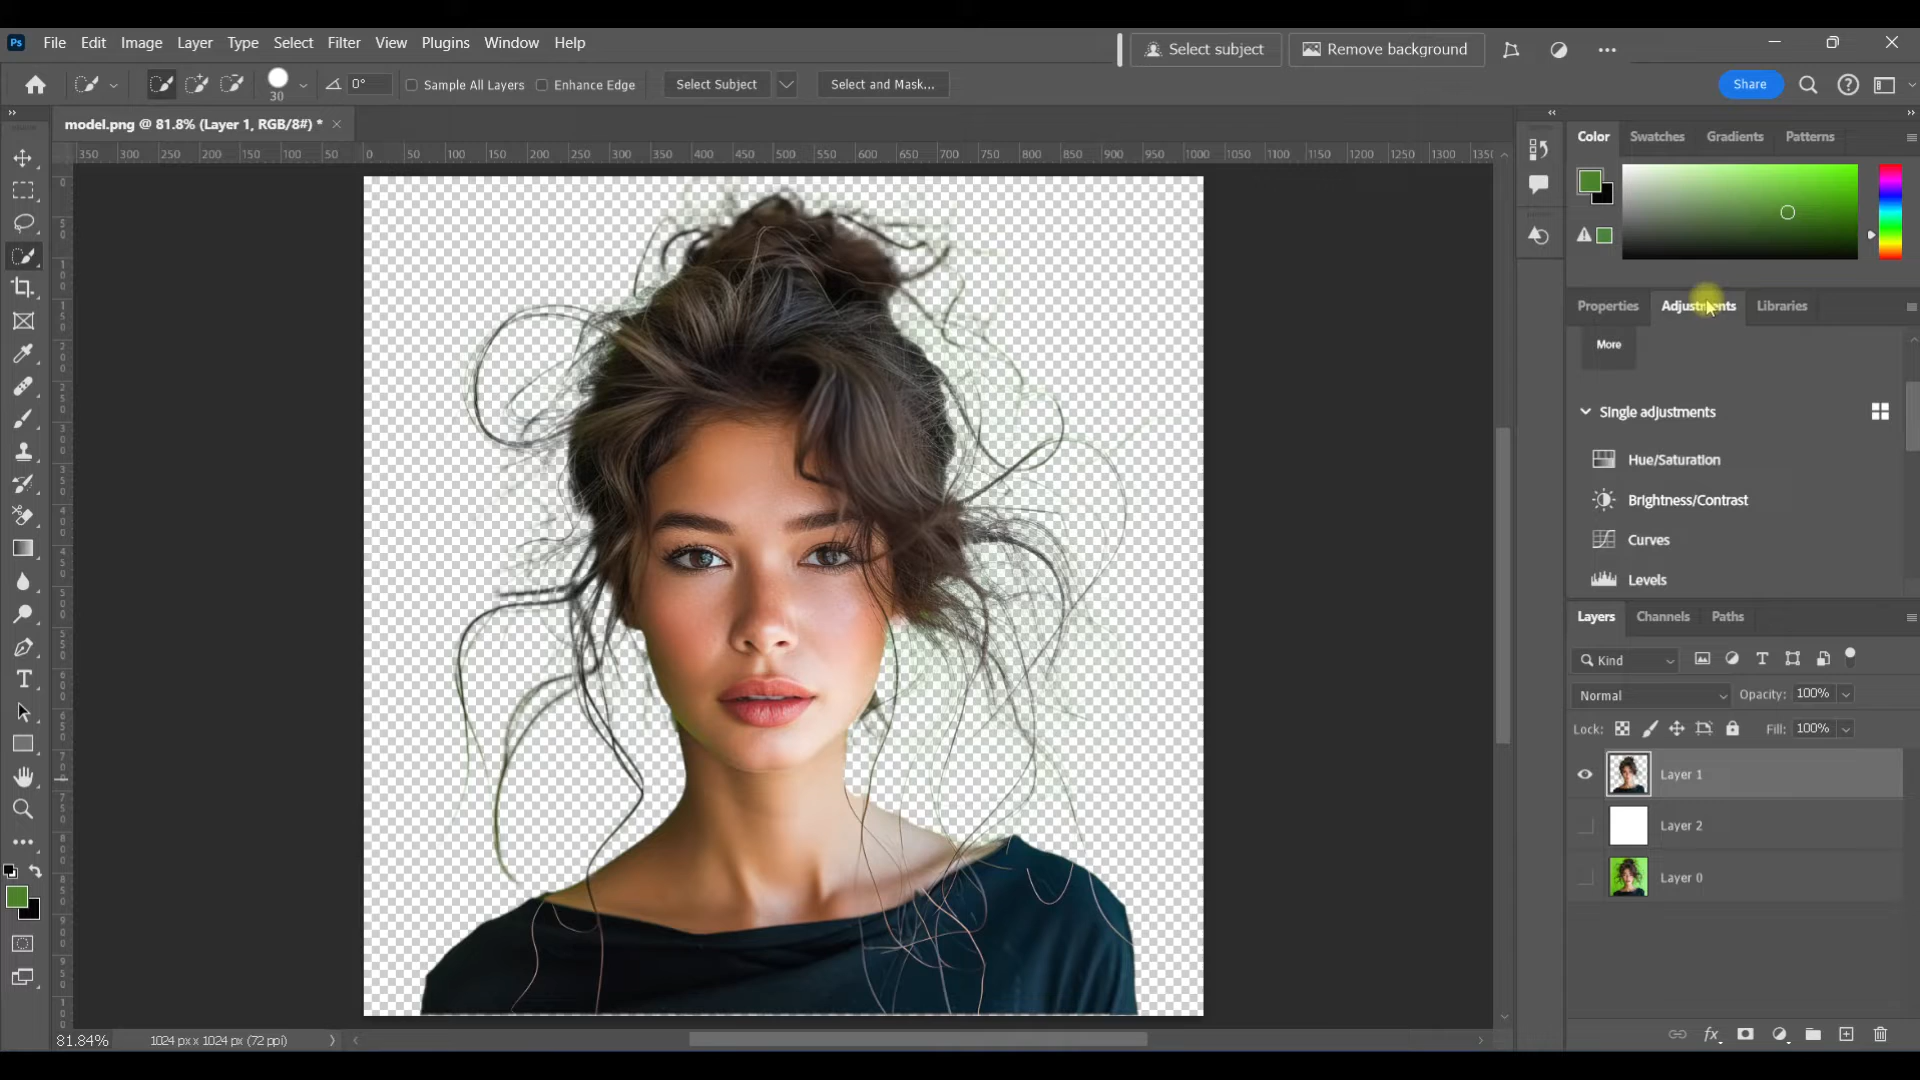 Ps File Edit Image Layer Type Select Filter View Plugins Window Help
Select subject Remove background
30 0° Sample All Layers Enhance Edge Select Subject Select and Mask... Share
model.png @ 81.8% (Layer 1, RGB/8#) *
350 300 250 200 150 100 50 0 50 100 150 200 250 300 350 400 450 500 550 600 650 700 750 800 850 900 950 1000 1050 1100 1150 1200 1250 1300 1350
Color Swatches Gradients Patterns
Properties Adjustments Libraries
More
Single adjustments
Hue/Saturation
Brightness/Contrast
Curves
Levels
Layers Channels Paths
Kind
Normal Opacity: 100%
Lock: Fill: 100%
Layer 1
Layer 2
Layer 0
fx
81.84% 1024 px x 1024 px (72 ppi)